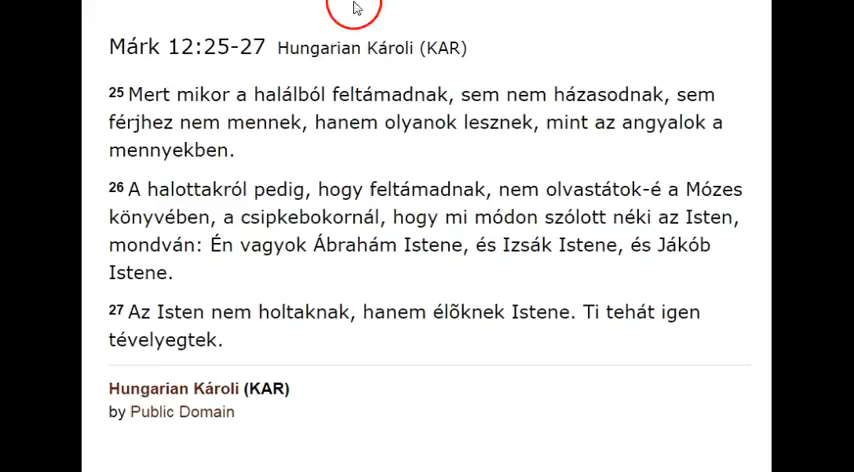 Márk 12:25-27 Hungarian Károli (KAR)
25 Mert mikor a halálból feltámadnak, sem nem házasodnak, sem
férjhez nem mennek, hanem olyanok lesznek, mint az angyalok a
mennyekben.
26 A halottakról pedig, hogy feltámadnak, nem olvastátok-é a Mózes
könyvében, a csipkebokornál, hogy mi módon szólott néki az Isten,
mondván: Én vagyok Ábrahám Istene, és Izsák Istene, és Jákób
Istene.
27 Az Isten nem holtaknak, hanem élõknek Istene. Ti tehát igen
tévelyegtek.
Hungarian Károli (KAR)
by Public Domain